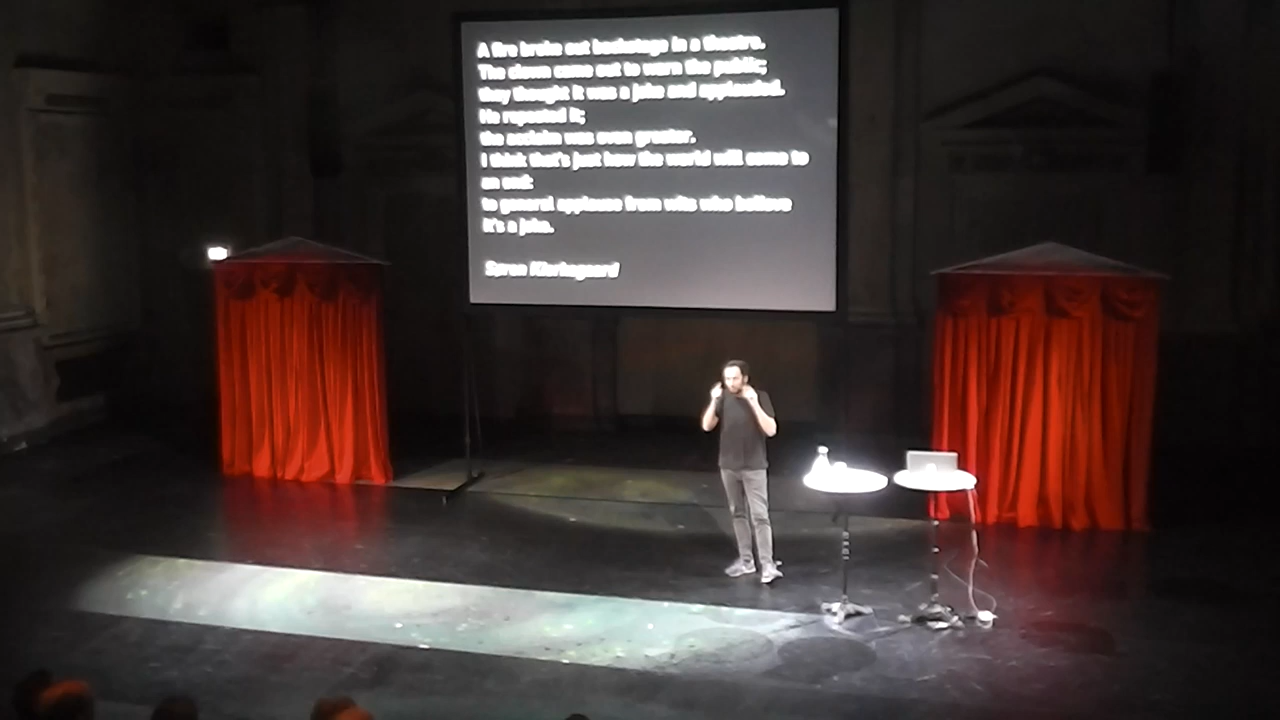 A fire broke out backstage in a theatre.
The clown came out to warn the public;
they thought it was a joke and applauded.
He repeated it;
the acclaim was even greater.
I think that's just how the world will come to
an end:
to general applause from wits who believe
it's a joke.
Søren Kierkegaard